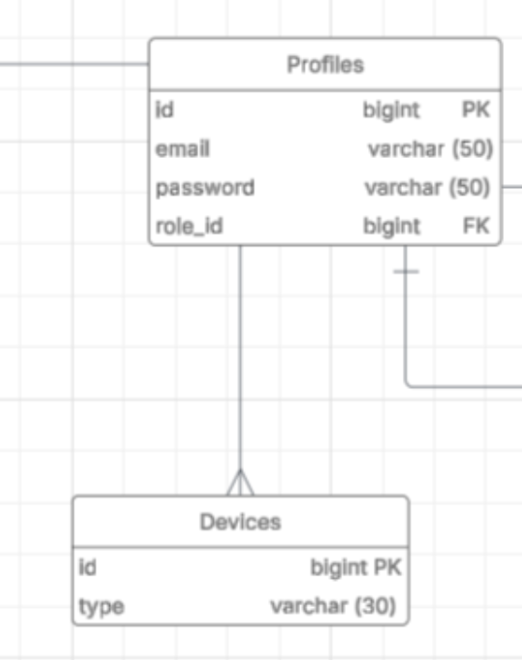 Profiles
id bigint PK
email varchar (50)
password varchar (50)
role_id bigint FK
Devices
id bigint PK
type varchar (30)